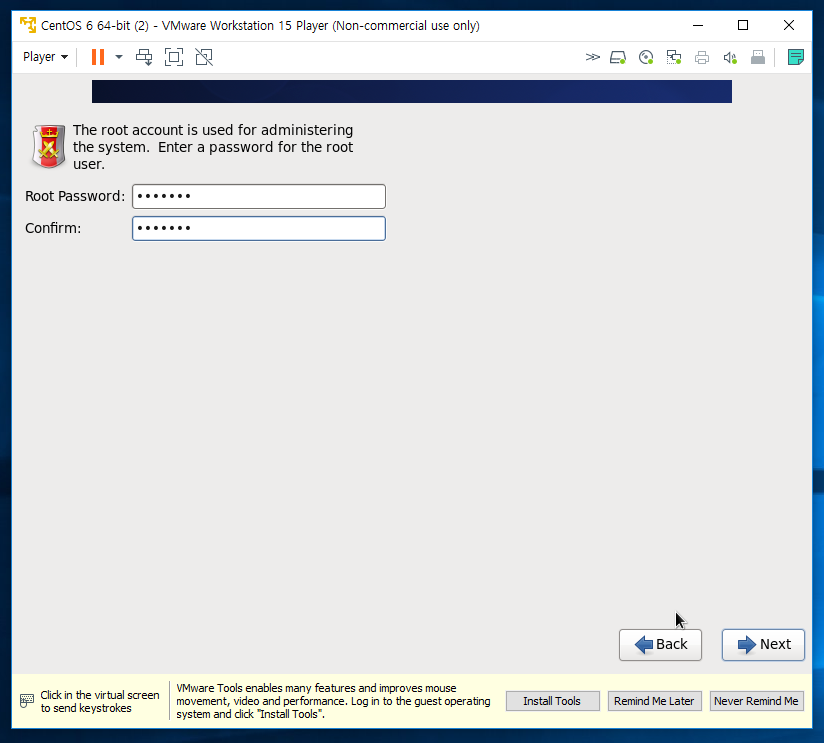 CentOS 6 64-bit (2) - VMware Workstation 15 Player (Non-commercial use only)
Player
The root account is used for administering
the system.  Enter a password for the root
user.
Root Password: •••••••
Confirm: •••••••
Back
Next
Click in the virtual screen
to send keystrokes
VMware Tools enables many features and improves mouse
movement, video and performance. Log in to the guest operating
system and click "Install Tools".
Install Tools
Remind Me Later
Never Remind Me